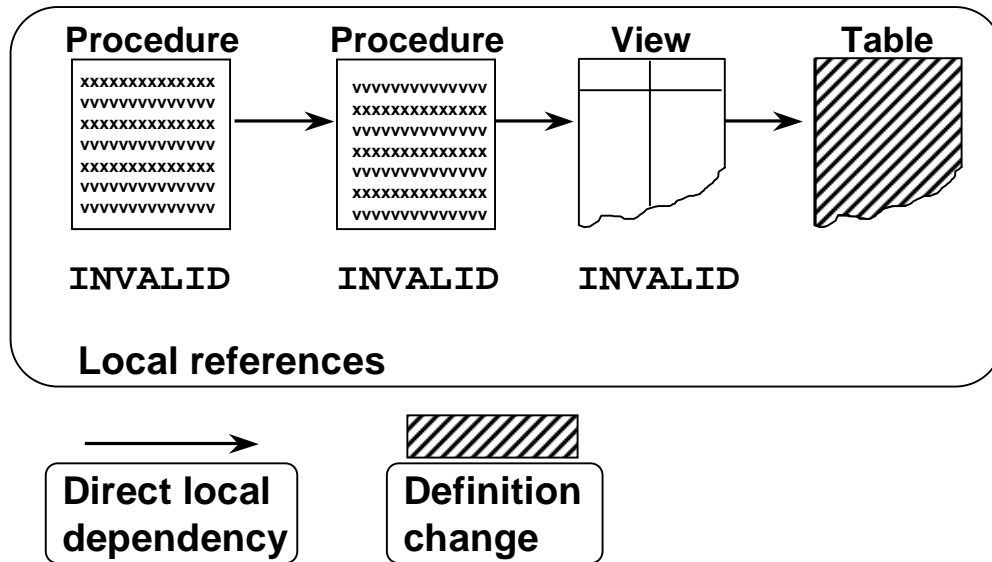 Procedure
Procedure
View
Table
xxxxxxxxxxxxxx
vvvvvvvvvvvvvv
xxxxxxxxxxxxxx
vvvvvvvvvvvvvv
xxxxxxxxxxxxxx
vvvvvvvvvvvvvv
vvvvvvvvvvvvvv
vvvvvvvvvvvvvv
xxxxxxxxxxxxxx
vvvvvvvvvvvvvv
xxxxxxxxxxxxxx
vvvvvvvvvvvvvv
xxxxxxxxxxxxxx
vvvvvvvvvvvvvv
INVALID
INVALID
INVALID
Local references
Direct local
dependency
Definition
change